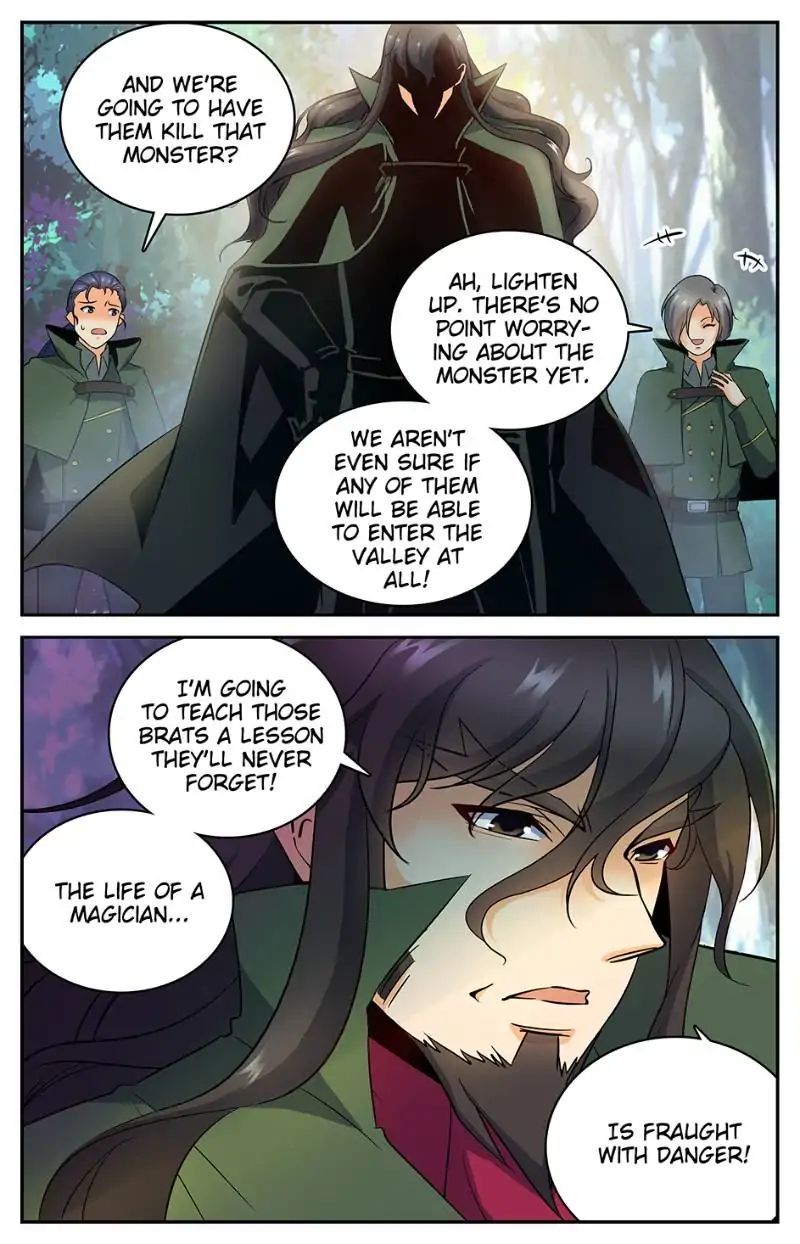 AND WE'RE
GOING TO HAVE
THEM KILL THAT
MONSTER?
AH, LIGHTEN
UP. THERE'S NO
POINT WORRY-
ING ABOUT THE
MONSTER YET.
WE AREN'T
EVEN SURE IF
ANY OF THEM
WILL BE ABLE
TO ENTER THE
VALLEY AT
ALL!
I'M GOING
TO TEACH THOSE
BRATS A LESSON
THEY'LL NEVER
FORGET!
THE LIFE OF A
MAGICIAN...
IS FRAUGHT
WITH DANGER!